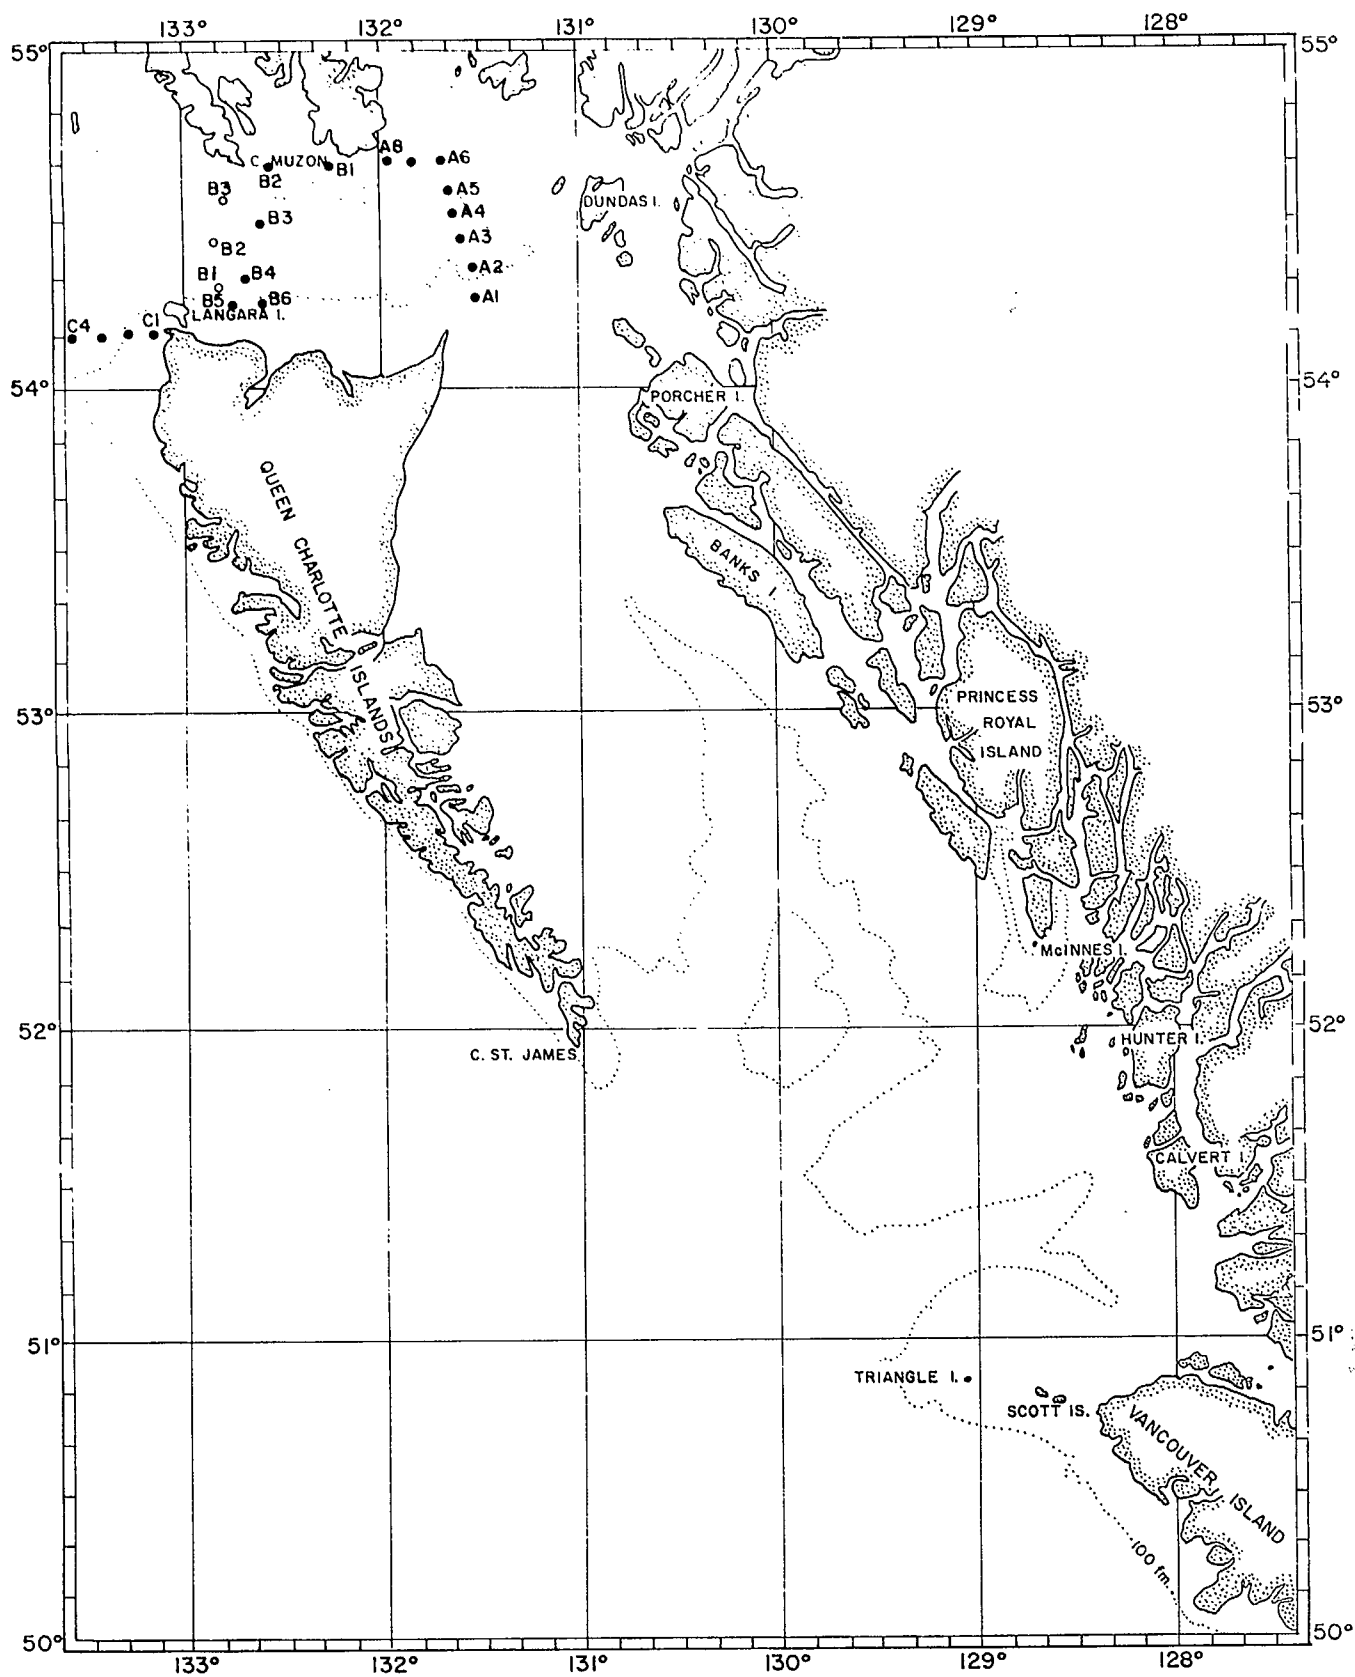 133° 132° 131° 130° 129° 128°
55° 55°
A8 A6
C. MUZON B1
B2
B3 A5
DUNDAS I.
A4
B3
A3
B2
A2
B1 B4
B5 B6 A1
LANGARA I.
C4 C1
54° 54°
PORCHER I.
QUEEN CHARLOTTE ISLANDS
BANKS I.
PRINCESS
ROYAL
ISLAND
53° 53°
McINNES I.
52° 52°
HUNTER I.
C. ST. JAMES
CALVERT I.
51° 51°
TRIANGLE I.
SCOTT IS.
VANCOUVER ISLAND
100 fm.
50° 50°
133° 132° 131° 130° 129° 128°